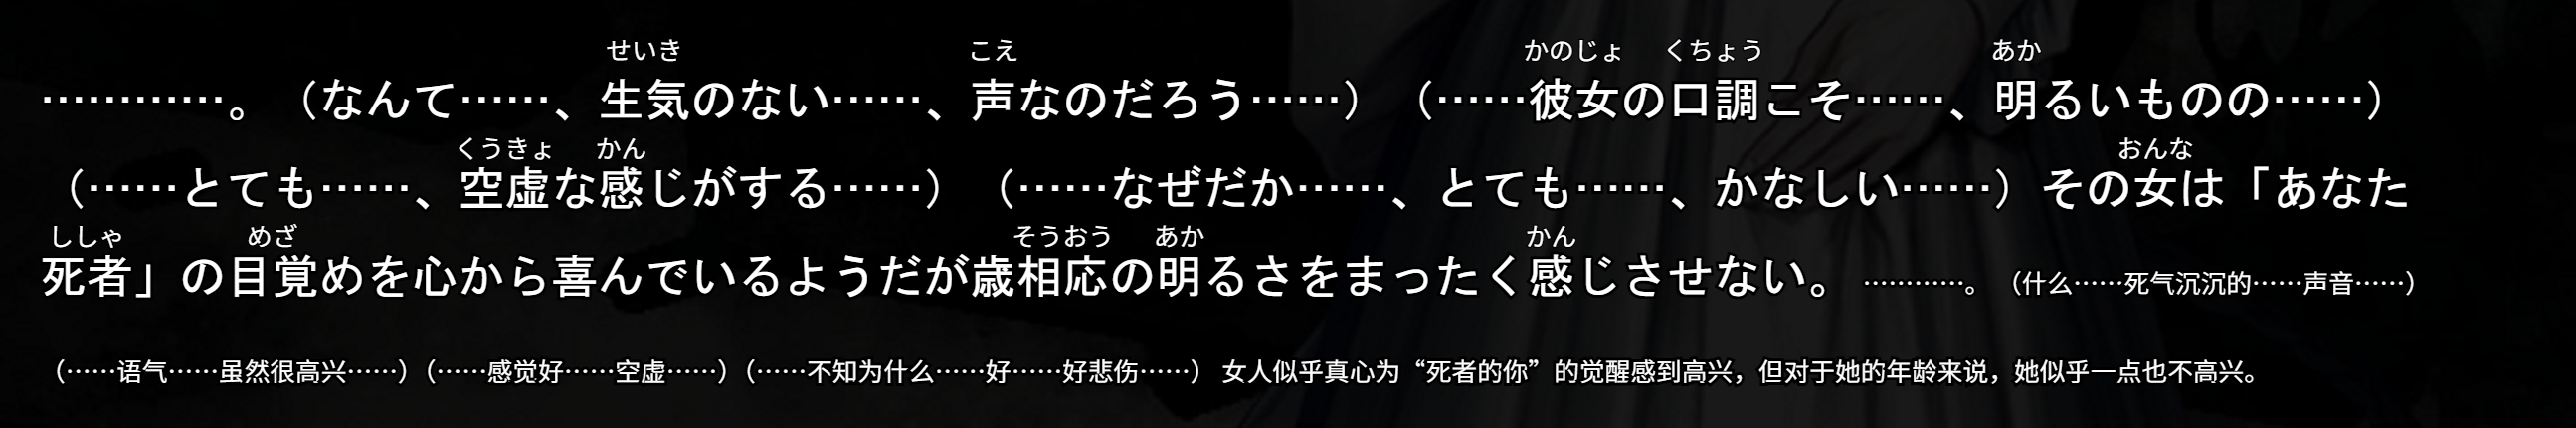 せいき こえ かのじょ くちょう あか
…………。（なんて……、生気のない……、声なのだろう……）（……彼女の口調こそ……、明るいものの……）
くうきょ かん おんな
（……とても……、空虚な感じがする……）（……なぜだか……、とても……、かなしい……）その女は「あなた
ししゃ めざ そうおう あか かん
死者」の目覚めを心から喜んでいるようだが歳相応の明るさをまったく感じさせない。 …………。（什么……死气沉沉的……声音……）
（……语气……虽然很高兴……）（……感觉好……空虚……）（……不知为什么……好……好悲伤……） 女人似乎真心为“死者的你”的觉醒感到高兴，但对于她的年龄来说，她似乎一点也不高兴。